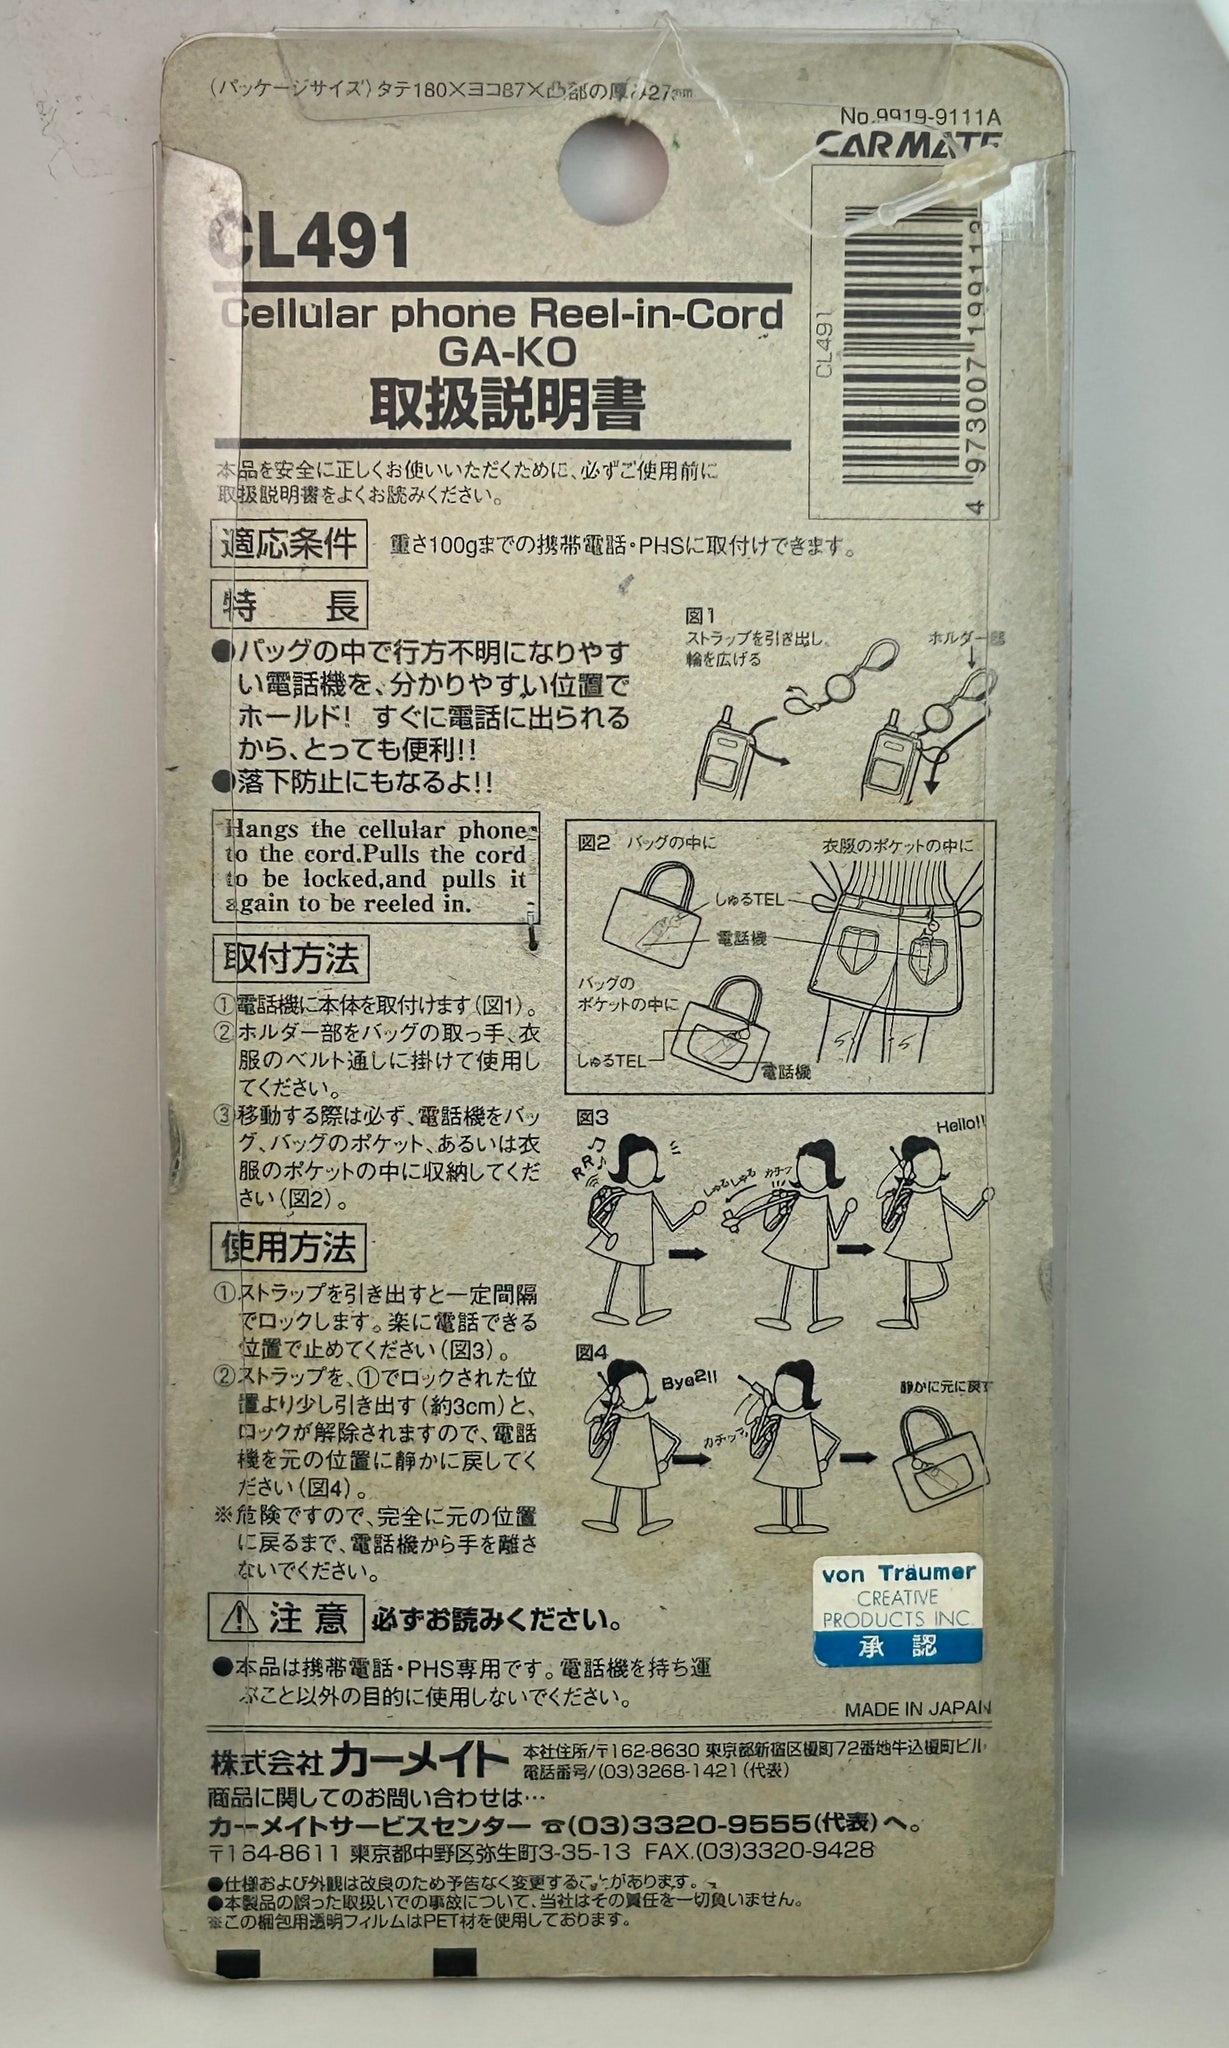 (パッケージサイズ)タテ180×ヨコ87×凸部の厚み27mm
No.9919-9111A
CARMATE
CL491
Cellular phone Reel-in-Cord
GA-KO
取扱説明書
CL491
4 973007 199113
本品を安全に正しくお使いいただくために、必ずご使用前に
取扱説明書をよくお読みください。
適応条件 重さ100gまでの携帯電話・PHSに取付けできます。
特 長
●バッグの中で行方不明になりやす
い電話機を、分かりやすい位置で
ホールド! すぐに電話に出られる
から、とっても便利!!
●落下防止にもなるよ!!
図1
ストラップを引き出し、
輪を広げる
ホルダー部
Hangs the cellular phone
to the cord.Pulls the cord
to be locked,and pulls it
again to be reeled in.
図2 バッグの中に
衣服のポケットの中に
しゅるTEL
電話機
バッグの
ポケットの中に
しゅるTEL
電話機
取付方法
①電話機に本体を取付けます(図1)。
②ホルダー部をバッグの取っ手、衣
服のベルト通しに掛けて使用し
てください。
③移動する際は必ず、電話機をバッ
グ、バッグのポケット、あるいは衣
服のポケットの中に収納してくだ
さい(図2)。
図3
RR♪♫
しゅるしゅる
カチッ
Hello!!
使用方法
①ストラップを引き出すと一定間隔
でロックします。楽に電話できる
位置で止めてください(図3)。
②ストラップを、①でロックされた位
置より少し引き出す(約3cm)と、
ロックが解除されますので、電話
機を元の位置に静かに戻してく
ださい(図4)。
※危険ですので、完全に元の位置
に戻るまで、電話機から手を離さ
ないでください。
図4
Bye2!!
カチッ
静かに元に戻す
von Träumer
CREATIVE
PRODUCTS INC.
承 認
⚠注意 必ずお読みください。
●本品は携帯電話・PHS専用です。電話機を持ち運
ぶこと以外の目的に使用しないでください。
MADE IN JAPAN
株式会社カーメイト
本社住所/〒162-8630 東京都新宿区榎町72番地牛込榎町ビル
電話番号/(03)3268-1421(代表)
商品に関してのお問い合わせは…
カーメイトサービスセンター ☎(03)3320-9555(代表)へ。
〒164-8611 東京都中野区弥生町3-35-13 FAX.(03)3320-9428
●仕様および外観は改良のため予告なく変更することがあります。
●本製品の誤った取扱いでの事故について、当社はその責任を一切負いません。
※この梱包用透明フィルムはPET材を使用しております。